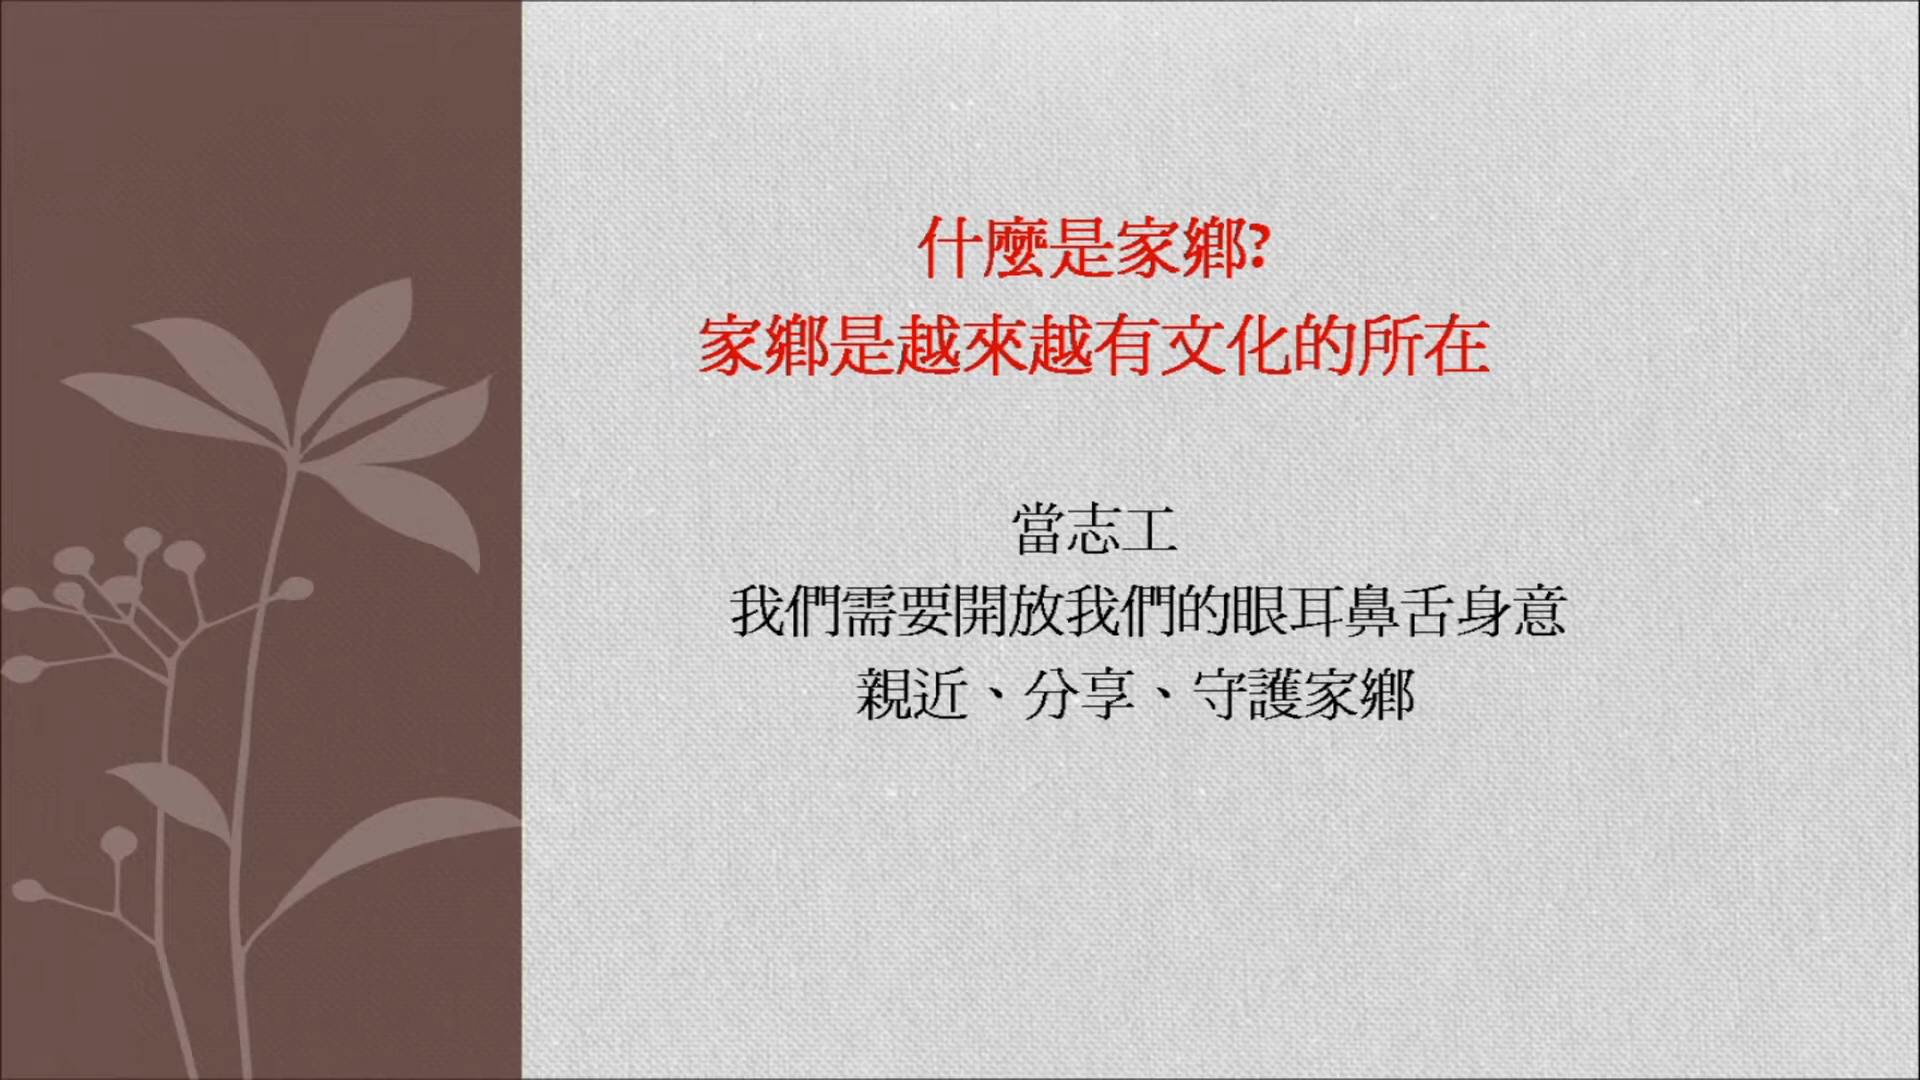 什麼是家鄉?
家鄉是越來越有文化的所在
當志工
我們需要開放我們的眼耳鼻舌身意
親近、分享、守護家鄉